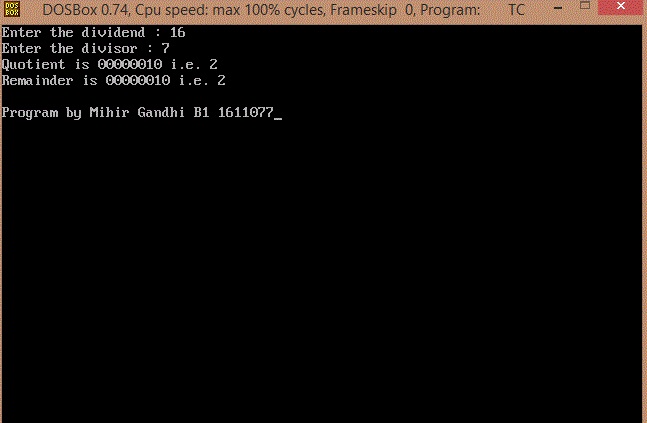 DOS BOX
DOSBox 0.74, Cpu speed: max 100% cycles, Frameskip 0, Program: TC
Enter the dividend : 16
Enter the divisor : 7
Quotient is 00000010 i.e. 2
Remainder is 00000010 i.e. 2
Program by Mihir Gandhi B1 1611077_